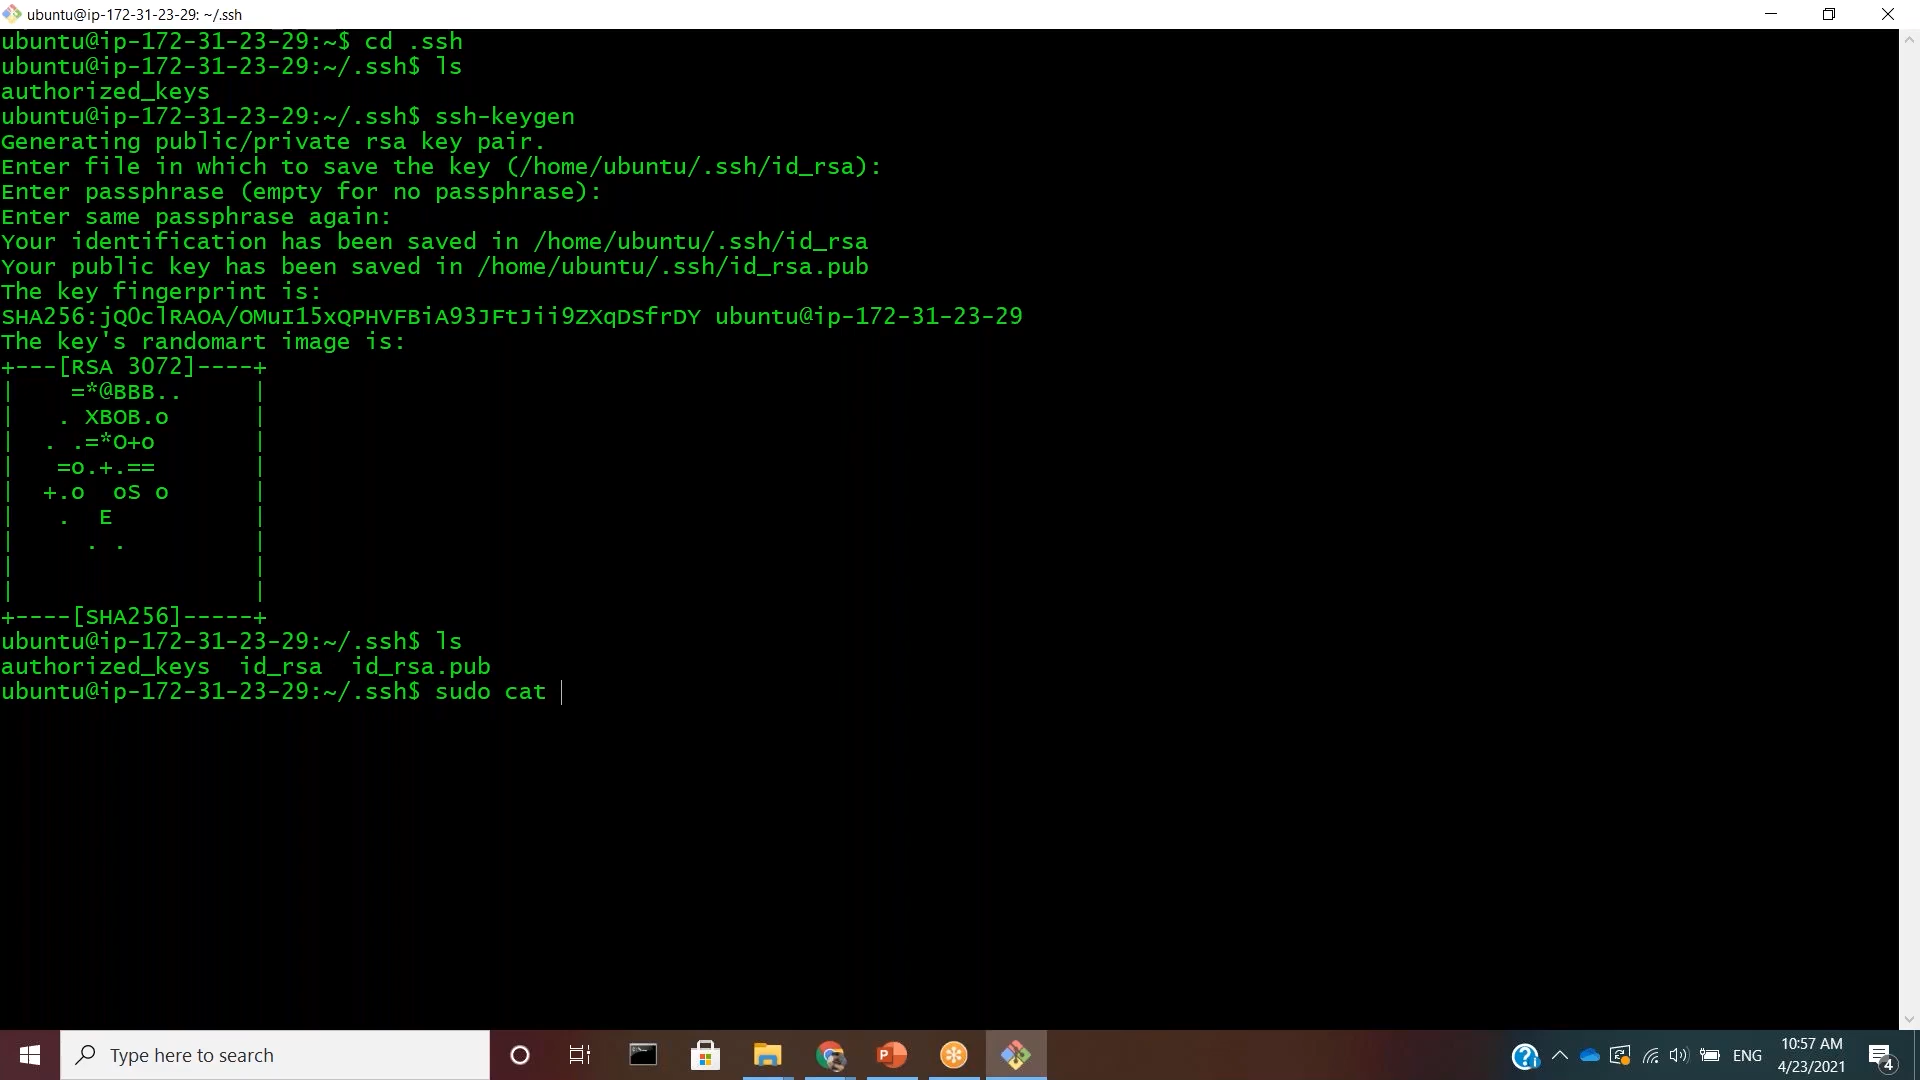 ubuntu@ip-172-31-23-29: ~/.ssh
ubuntu@ip-172-31-23-29:~$ cd .ssh
ubuntu@ip-172-31-23-29:~/.ssh$ ls
authorized_keys
ubuntu@ip-172-31-23-29:~/.ssh$ ssh-keygen
Generating public/private rsa key pair.
Enter file in which to save the key (/home/ubuntu/.ssh/id_rsa):
Enter passphrase (empty for no passphrase):
Enter same passphrase again:
Your identification has been saved in /home/ubuntu/.ssh/id_rsa
Your public key has been saved in /home/ubuntu/.ssh/id_rsa.pub
The key fingerprint is:
SHA256:jQOclRAOA/OMuI15xQPHVFBiA93JFtJii9ZXqDSfrDY ubuntu@ip-172-31-23-29
The key's randomart image is:
+---[RSA 3072]----+
|    =*@BBB..     |
|   . XBOB.o      |
|  . .=*O+o       |
|   =o.+.==       |
|  +.o  oS o      |
|   .  E          |
|     . .         |
|                 |
|                 |
+----[SHA256]-----+
ubuntu@ip-172-31-23-29:~/.ssh$ ls
authorized_keys  id_rsa  id_rsa.pub
ubuntu@ip-172-31-23-29:~/.ssh$ sudo cat
Type here to search
ENG
10:57 AM
4/23/2021
4